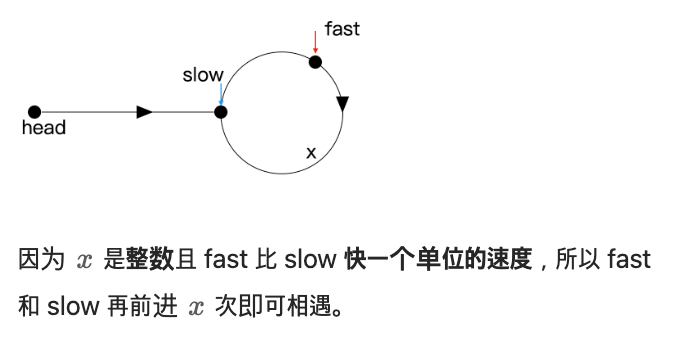 fast
slow
head
x
因为 x 是整数且 fast 比 slow 快一个单位的速度，所以 fast
和 slow 再前进 x 次即可相遇。